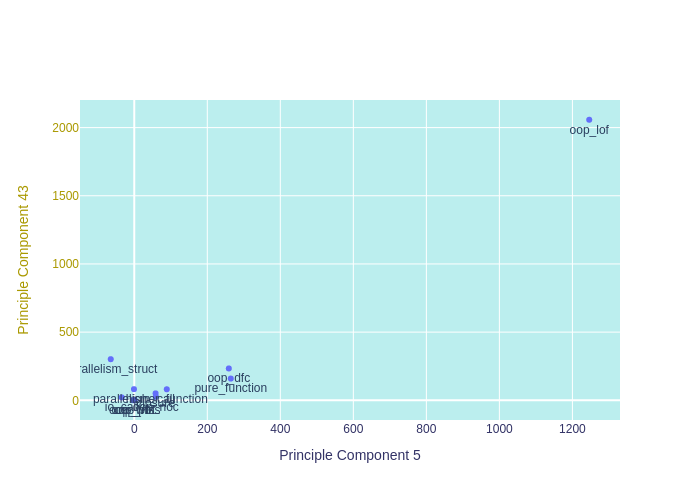 2000
oop_lof
1500
1000
500
rallelism_struct
oop_dfc
pure_function
0
0
200
400
600
800
1000
1200
Principle Component 5
Principle Component 43